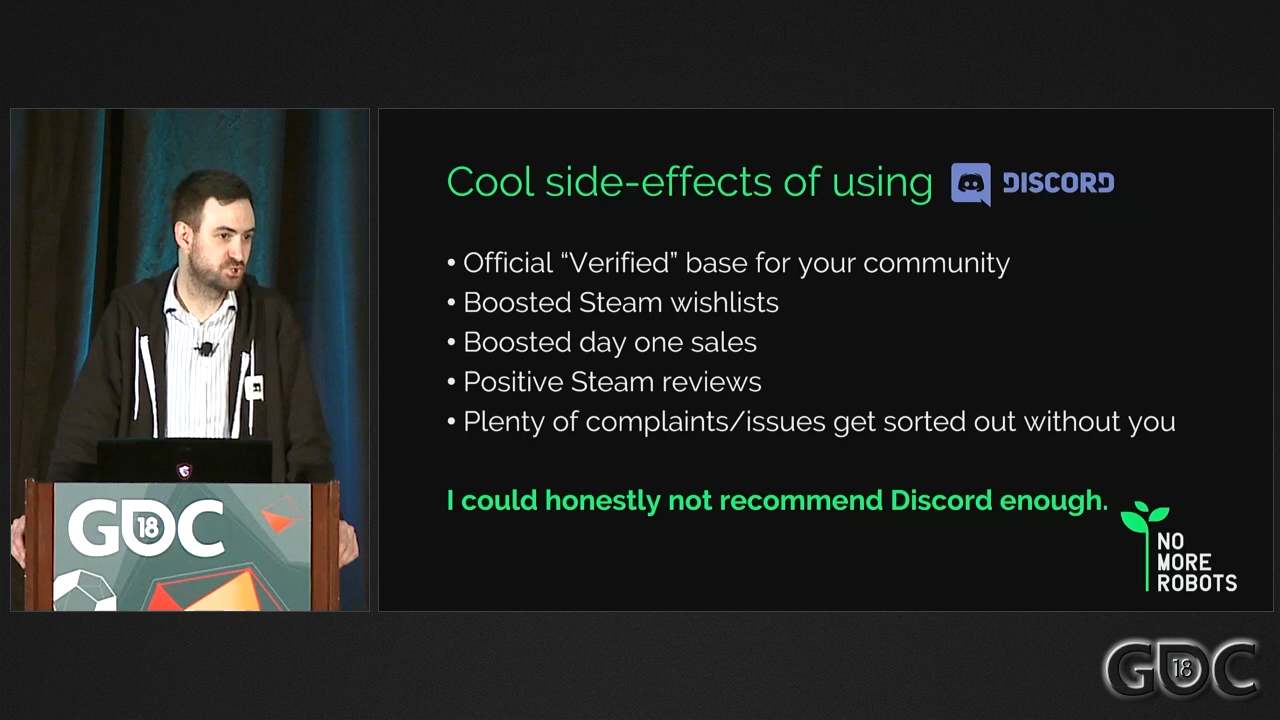 Cool side-effects of using DISCORD
• Official “Verified” base for your community
• Boosted Steam wishlists
• Boosted day one sales
• Positive Steam reviews
• Plenty of complaints/issues get sorted out without you
I could honestly not recommend Discord enough.
NO
MORE
ROBOTS
GDC 18
GDC 18